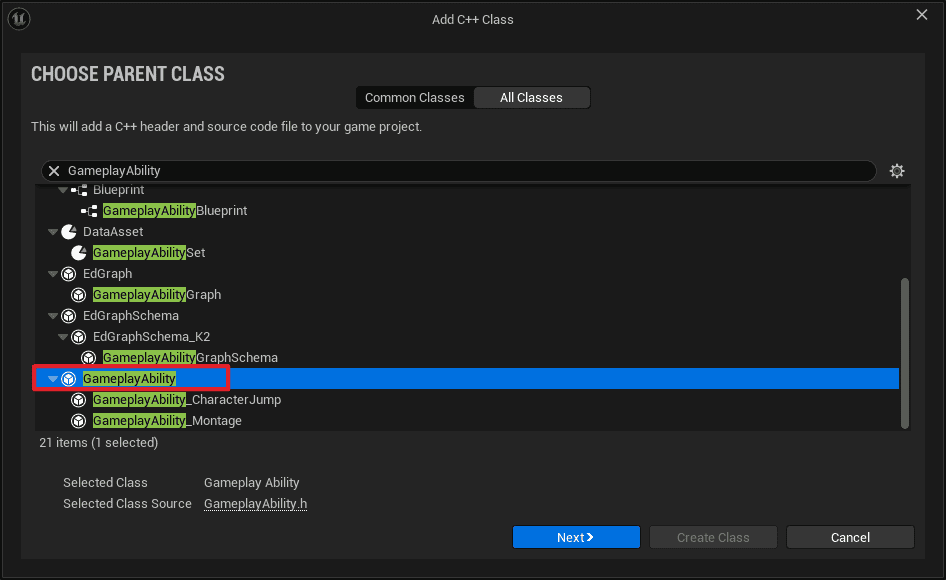 Add C++ Class
CHOOSE PARENT CLASS
Common Classes All Classes
This will add a C++ header and source code file to your game project.
GameplayAbility
Blueprint
GameplayAbilityBlueprint
DataAsset
GameplayAbilitySet
EdGraph
GameplayAbilityGraph
EdGraphSchema
EdGraphSchema_K2
GameplayAbilityGraphSchema
GameplayAbility
GameplayAbility_CharacterJump
GameplayAbility_Montage
21 items (1 selected)
Selected Class Gameplay Ability
Selected Class Source GameplayAbility.h
Next Create Class Cancel